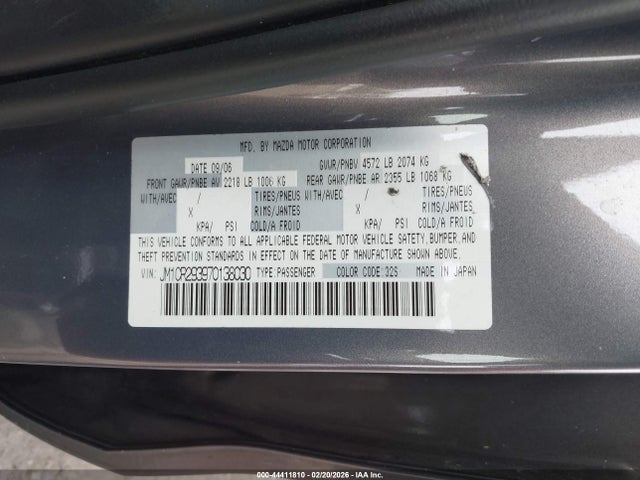 MFD. BY MAZDA MOTOR CORPORATION
DATE 09/06 GVWR/PNBV 4572 LB 2074 KG
FRONT GAWR/PNBE AV 2218 LB 1006 KG REAR GAWR/PNBE AR 2355 LB 1068 KG
WITH/AVEC / TIRES/PNEUS WITH/AVEC / TIRES/PNEUS
X RIMS/JANTES X RIMS/JANTES
KPA/ PSI COLD/A FROID KPA/ PSI COLD/A FROID
THIS VEHICLE CONFORMS TO ALL APPLICABLE FEDERAL MOTOR VEHICLE SAFETY, BUMPER, AND
THEFT PREVENTION STANDARDS IN EFFECT ON THE DATE OF MANUFACTURE SHOWN ABOVE.
VIN: JM1CR293970138030 TYPE PASSENGER COLOR CODE 32S MADE IN JAPAN
000-44411810 - 02/20/2026 - IAA Inc.